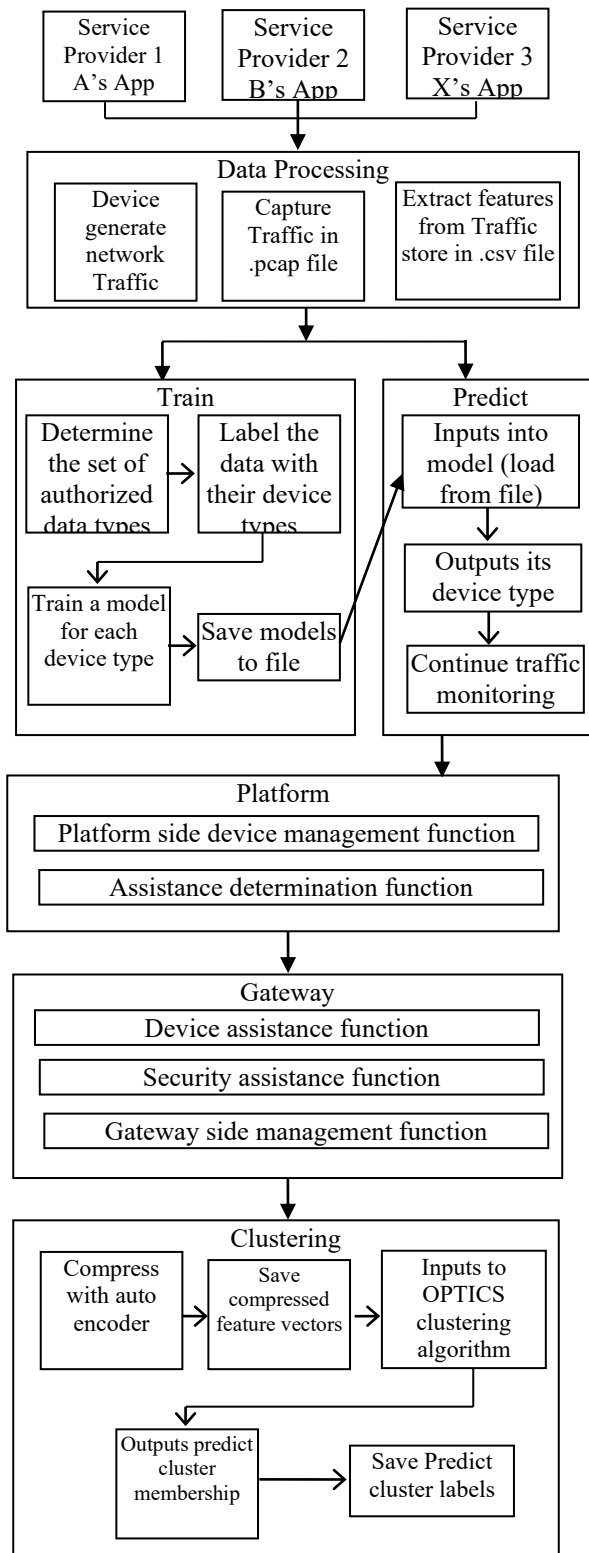 Service
Provider 1
A's App
Service
Provider 2
B's App
Service
Provider 3
X's App
Data Processing
Device
generate
network
Traffic
Capture
Traffic in
.pcap file
Extract features
from Traffic
store in .csv file
Train
Determine
the set of
authorized
data types
Label the
data with
their device
types
Train a model
for each
device type
Save models
to file
Predict
Inputs into
model (load
from file)
Outputs its
device type
Continue traffic
monitoring
Platform
Platform side device management function
Assistance determination function
Gateway
Device assistance function
Security assistance function
Gateway side management function
Clustering
Compress
with auto
encoder
Save
compressed
feature vectors
Inputs to
OPTICS
clustering
algorithm
Outputs predict
cluster
membership
Save Predict
cluster labels